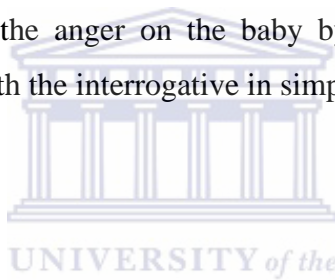 the anger on the baby b
th the interrogative in simp
UNIVERSITY of the